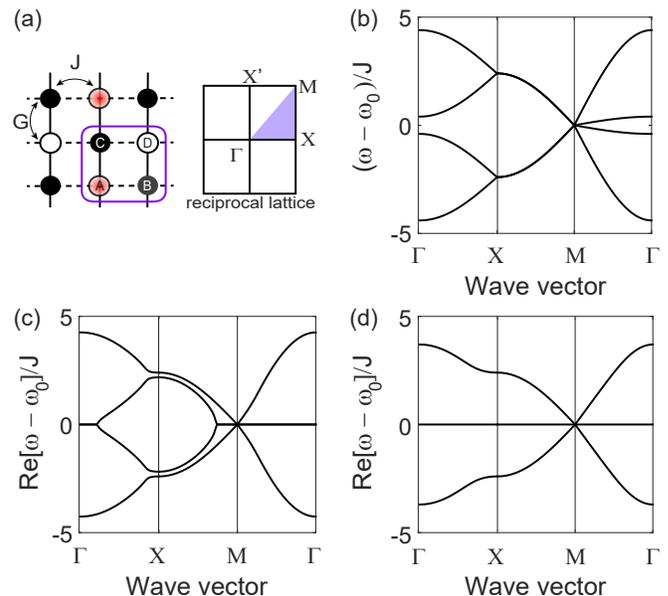 (a)
J
G
C
D
A
B
X'
M
Γ
X
reciprocal lattice
(b)
5
0
-5
(ω − ω0)/J
Γ X M Γ
Wave vector
(c)
5
0
-5
Re[ω − ω0]/J
Γ X M Γ
Wave vector
(d)
5
0
-5
Re[ω − ω0]/J
Γ X M Γ
Wave vector